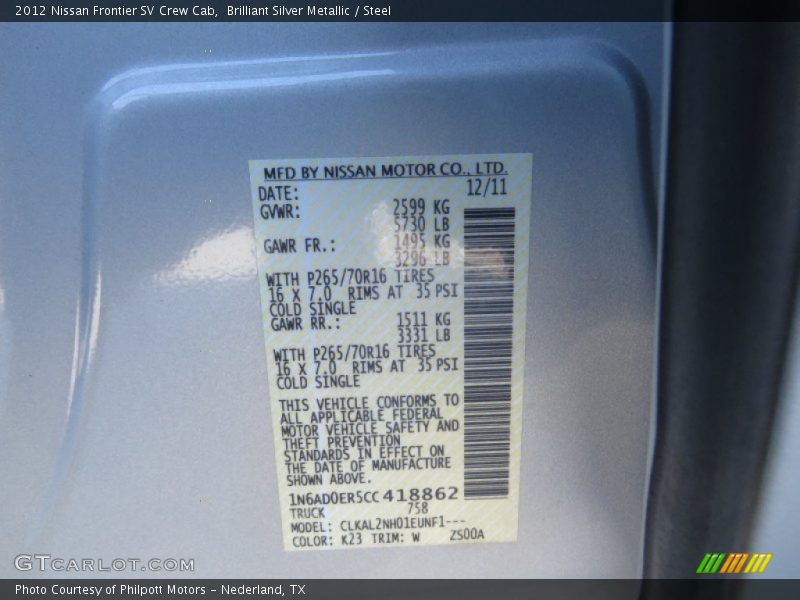 2012 Nissan Frontier SV Crew Cab,  Brilliant Silver Metallic / Steel
MFD BY NISSAN MOTOR CO., LTD.
DATE: 12/11
GVWR: 2599 KG
5730 LB
GAWR FR.: 1495 KG
3296 LB
WITH P265/70R16 TIRES
16 X 7.0 RIMS AT 35 PSI
COLD SINGLE
GAWR RR.: 1511 KG
3331 LB
WITH P265/70R16 TIRES
16 X 7.0 RIMS AT 35 PSI
COLD SINGLE
THIS VEHICLE CONFORMS TO
ALL APPLICABLE FEDERAL
MOTOR VEHICLE SAFETY AND
THEFT PREVENTION
STANDARDS IN EFFECT ON
THE DATE OF MANUFACTURE
SHOWN ABOVE.
1N6AD0ER5CC418862
TRUCK 758
MODEL: CLKAL2NH01EUNF1---
COLOR: K23 TRIM: W ZS00A
GTCARLOT.COM
Photo Courtesy of Philpott Motors – Nederland, TX